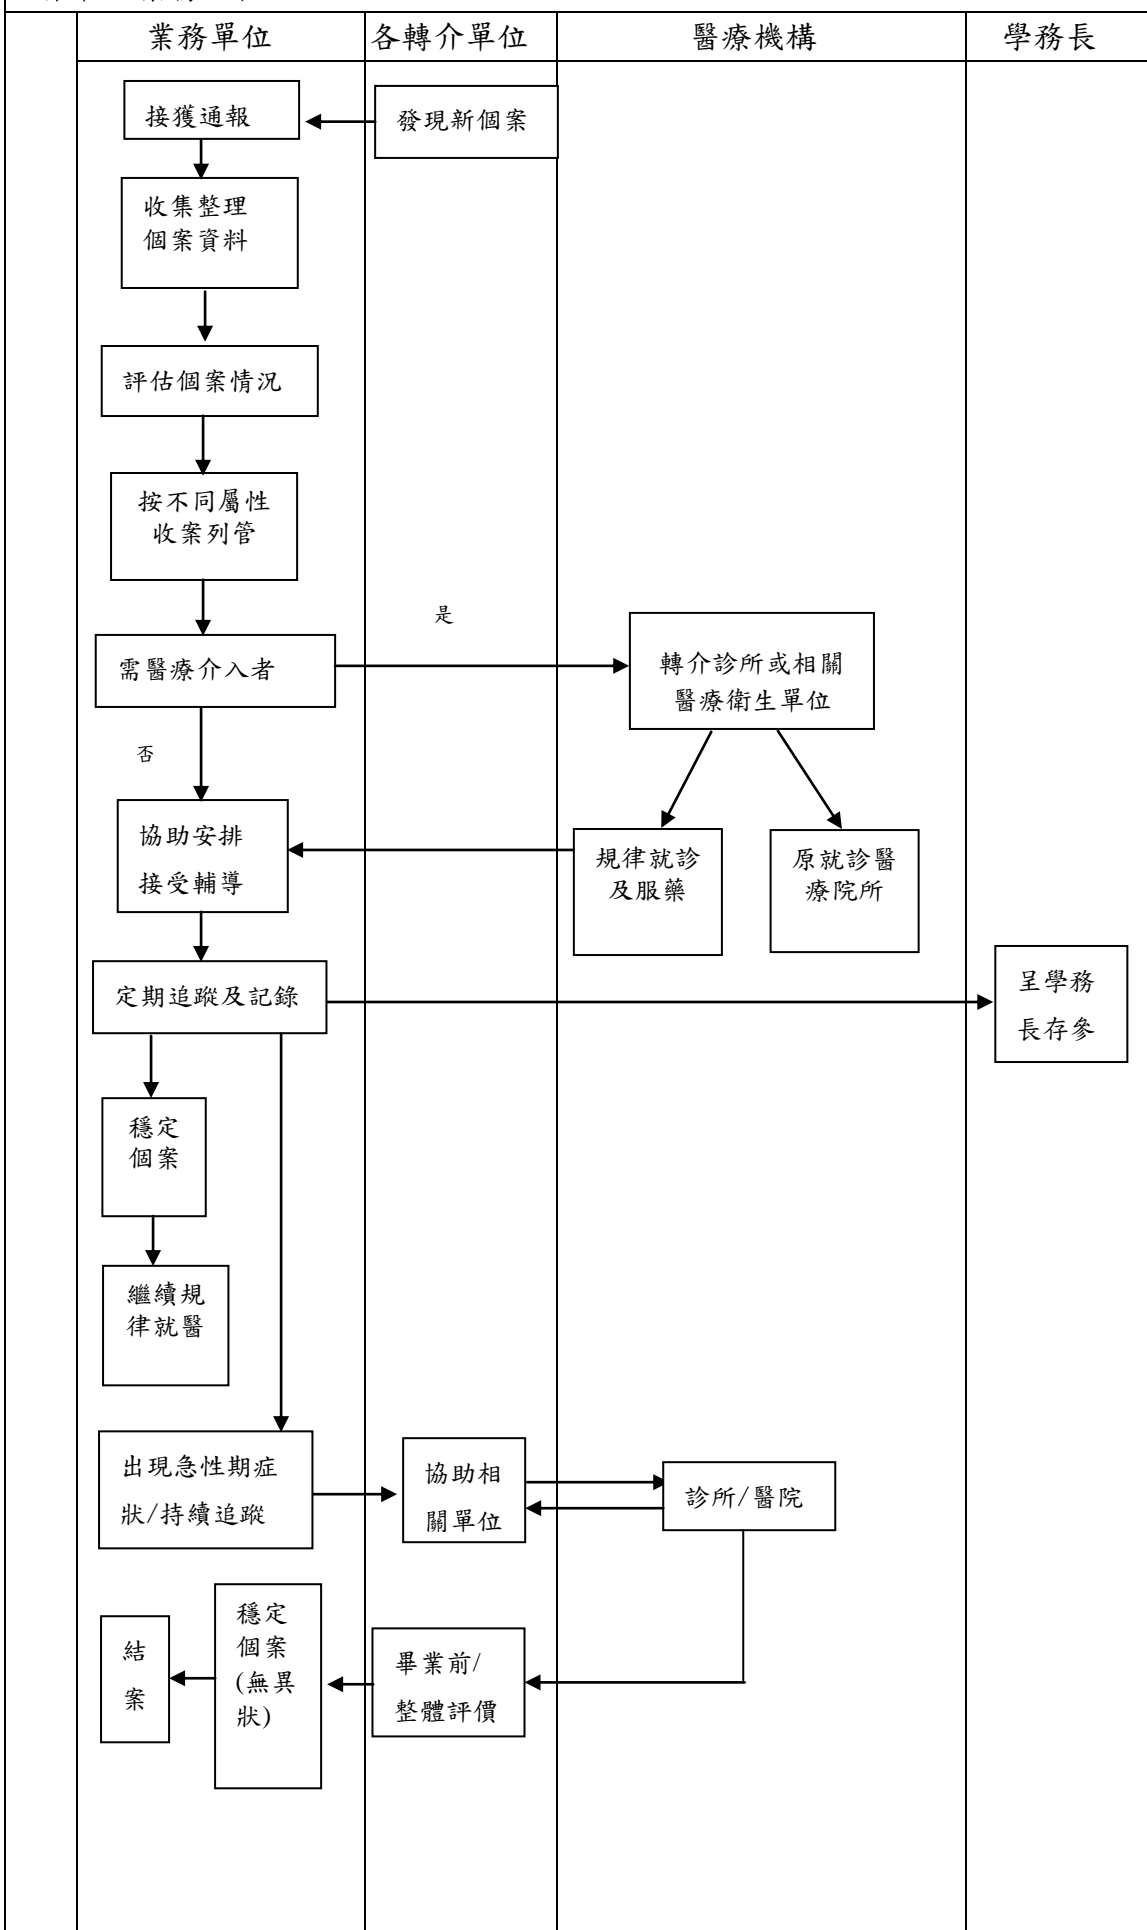 業務單位
各轉介單位
醫療機構
學務長
接獲通報
發現新個案
收集整理
個案資料
評估個案情況
按不同屬性
收案列管
是
需醫療介入者
轉介診所或相關
醫療衛生單位
否
協助安排
接受輔導
規律就診
及服藥
原就診醫
療院所
定期追蹤及記錄
呈學務
長存參
穩定
個案
繼續規
律就醫
出現急性期症
狀/持續追蹤
協助相
關單位
診所/醫院
結
案
穩定
個案
(無異
狀)
畢業前/
整體評價